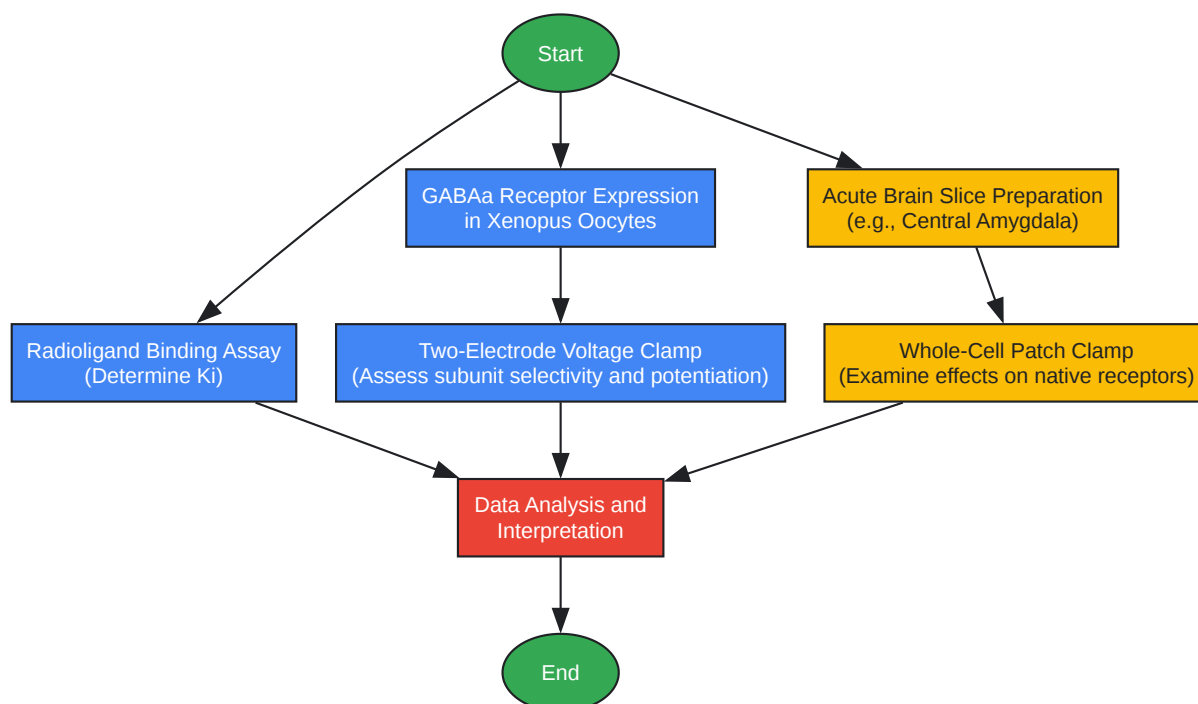 Start
GABAa Receptor Expression
in Xenopus Oocytes
Acute Brain Slice Preparation
(e.g., Central Amygdala)
Radioligand Binding Assay
(Determine Ki)
Two-Electrode Voltage Clamp
(Assess subunit selectivity and potentiation)
Whole-Cell Patch Clamp
(Examine effects on native receptors)
Data Analysis and
Interpretation
End